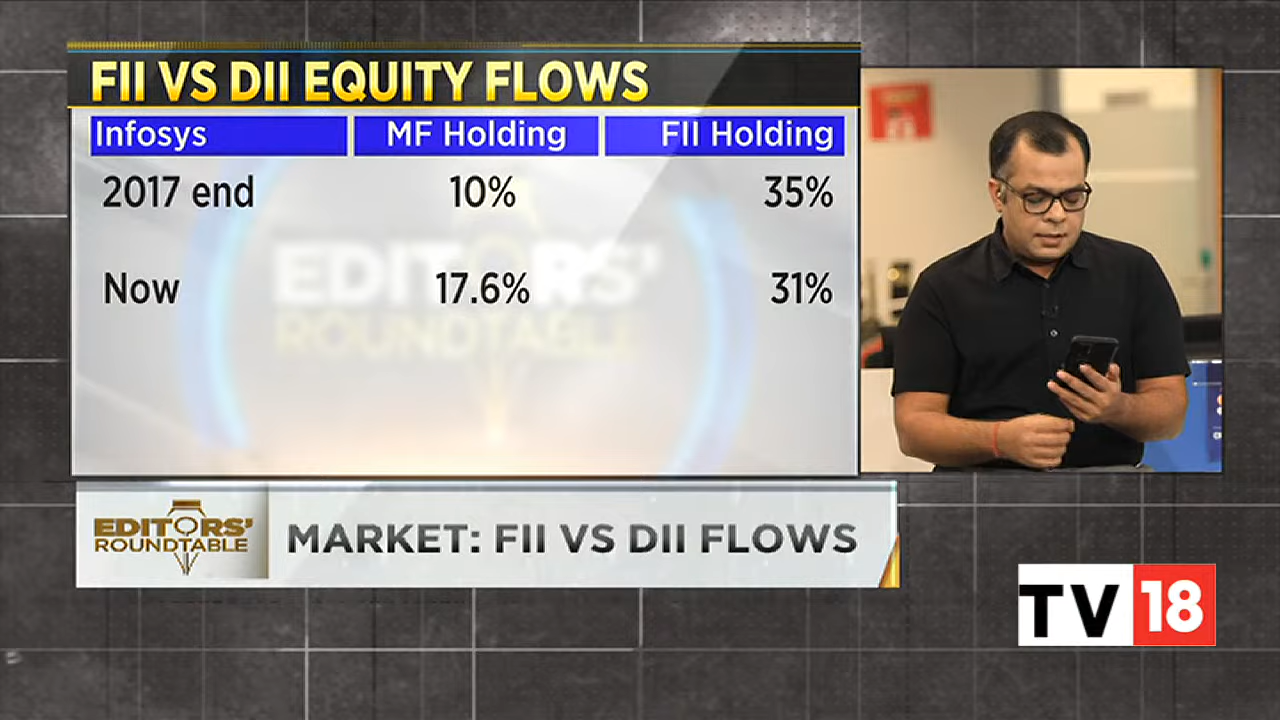 FII VS DII EQUITY FLOWS
Infosys MF Holding FII Holding
2017 end 10% 35%
Now 17.6% 31%
EDITORS'
ROUNDTABLE
EDITORS'
ROUNDTABLE
MARKET: FII VS DII FLOWS
TV18